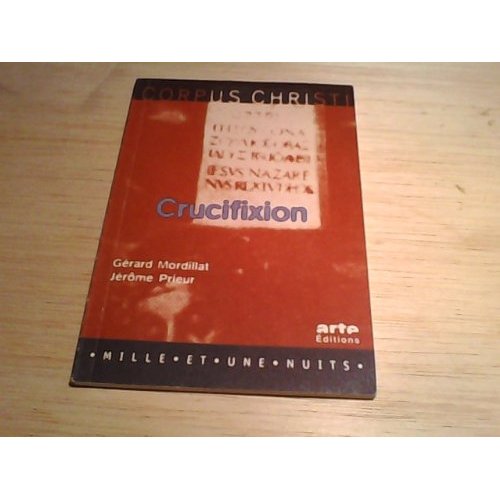 CORPUS CHRISTI
IESVS NAZARE
Crucifixion
Gérard Mordillat
Jérôme Prieur
arte
Éditions
• MILLE • ET • UNE • NUITS •